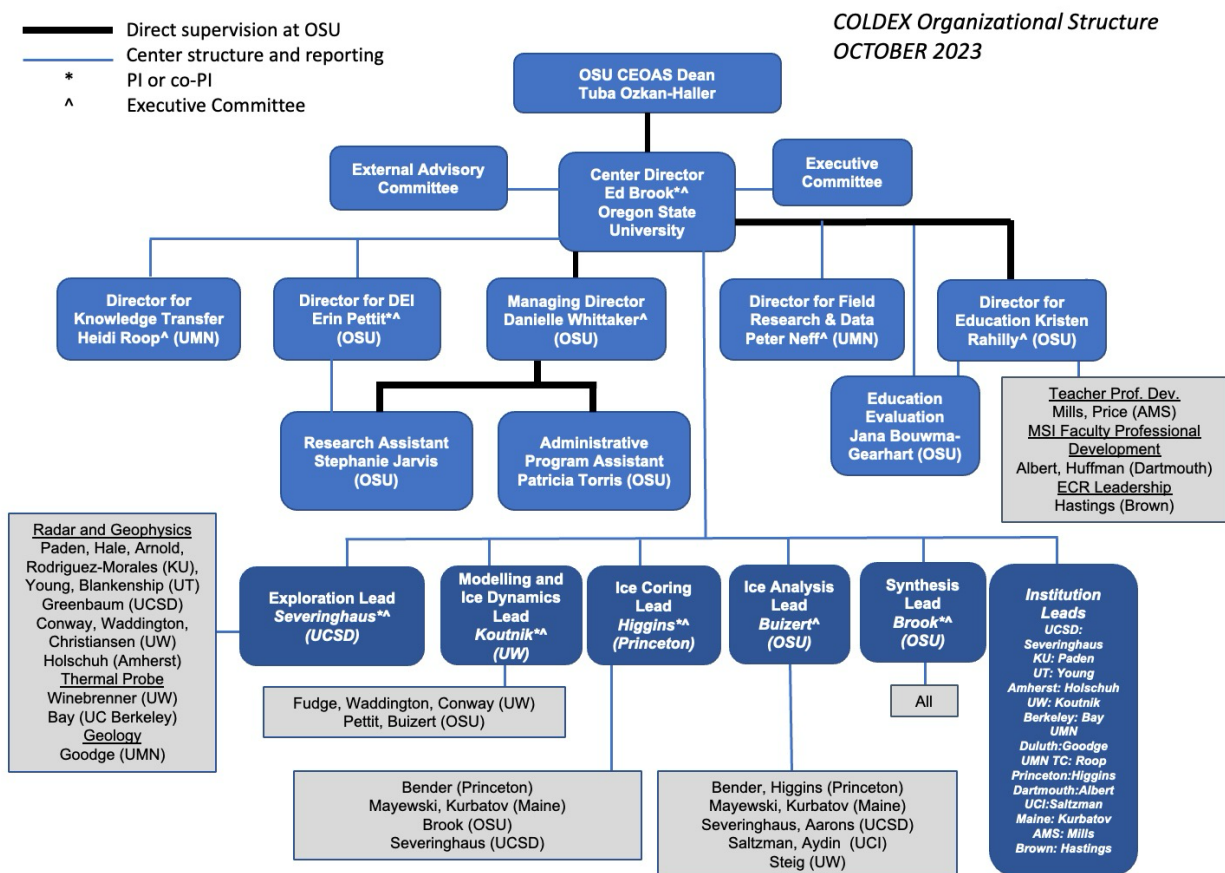 COLDEX Organizational Structure
OCTOBER 2023
Direct supervision at OSU
Center structure and reporting
* PI or co-PI
^ Executive Committee
OSU CEOAS Dean
Tuba Ozkan-Haller
External Advisory
Committee
Center Director
Ed Brook*^
Oregon State
University
Executive
Committee
Director for
Knowledge Transfer
Heidi Roop^ (UMN)
Director for DEI
Erin Pettit*^
(OSU)
Managing Director
Danielle Whittaker^
(OSU)
Director for Field
Research & Data
Peter Neff^ (UMN)
Director for
Education Kristen
Rahilly^ (OSU)
Research Assistant
Stephanie Jarvis
(OSU)
Administrative
Program Assistant
Patricia Torris (OSU)
Education
Evaluation
Jana Bouwma-
Gearhart (OSU)
Teacher Prof. Dev.
Mills, Price (AMS)
MSI Faculty Professional
Development
Albert, Huffman (Dartmouth)
ECR Leadership
Hastings (Brown)
Radar and Geophysics
Paden, Hale, Arnold,
Rodriguez-Morales (KU),
Young, Blankenship (UT)
Greenbaum (UCSD)
Conway, Waddington,
Christiansen (UW)
Holschuh (Amherst)
Thermal Probe
Winebrenner (UW)
Bay (UC Berkeley)
Geology
Goodge (UMN)
Exploration Lead
Severinghaus*^
(UCSD)
Modelling and
Ice Dynamics
Lead
Koutnik*^
(UW)
Ice Coring
Lead
Higgins*^
(Princeton)
Ice Analysis
Lead
Buizert^
(OSU)
Synthesis
Lead
Brook*^
(OSU)
Institution
Leads
UCSD:
Severinghaus
KU: Paden
UT: Young
Amherst: Holschuh
UW: Koutnik
Berkeley: Bay
UMN
Duluth:Goodge
UMN TC: Roop
Princeton:Higgins
Dartmouth:Albert
UCI:Saltzman
Maine: Kurbatov
AMS: Mills
Brown: Hastings
Fudge, Waddington, Conway (UW)
Pettit, Buizert (OSU)
All
Bender (Princeton)
Mayewski, Kurbatov (Maine)
Brook (OSU)
Severinghaus (UCSD)
Bender, Higgins (Princeton)
Mayewski, Kurbatov (Maine)
Severinghaus, Aarons (UCSD)
Saltzman, Aydin (UCI)
Steig (UW)